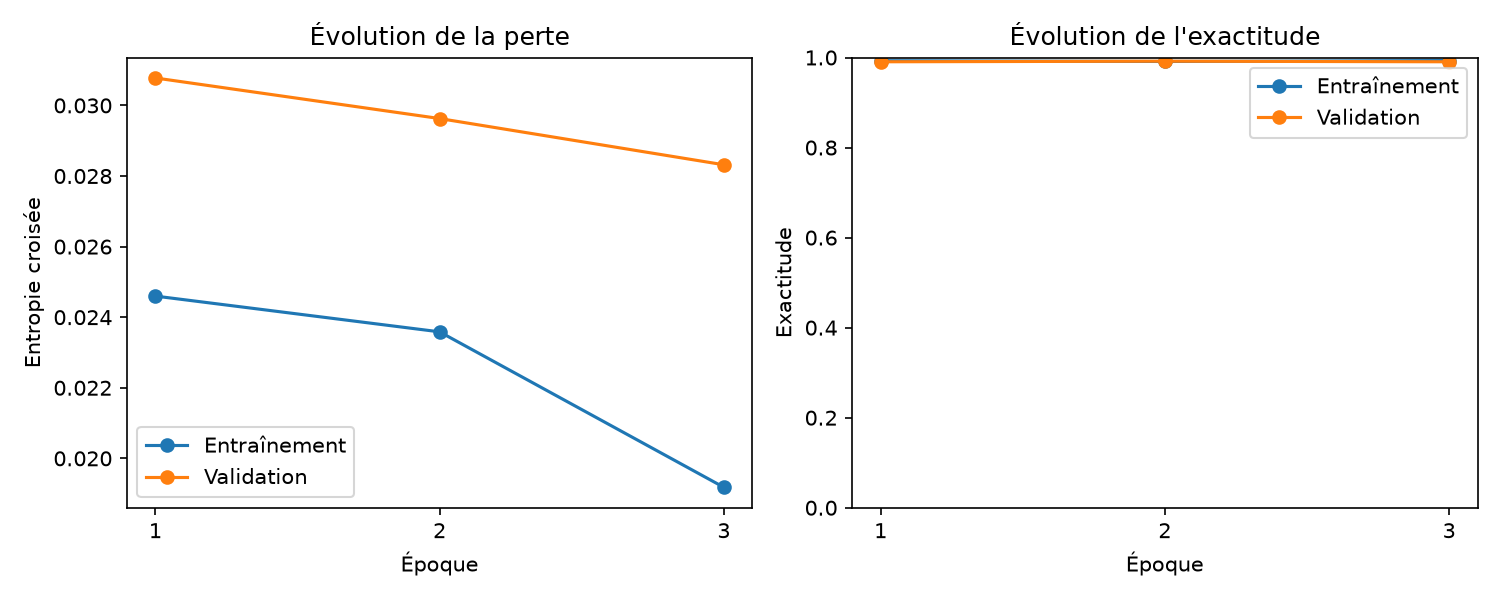 Évolution de la perte
Entropie croisée
0.030
0.028
0.026
0.024
0.022
0.020
Entraînement
Validation
1 2 3
Époque
Évolution de l'exactitude
Exactitude
1.0
0.8
0.6
0.4
0.2
0.0
Entraînement
Validation
1 2 3
Époque